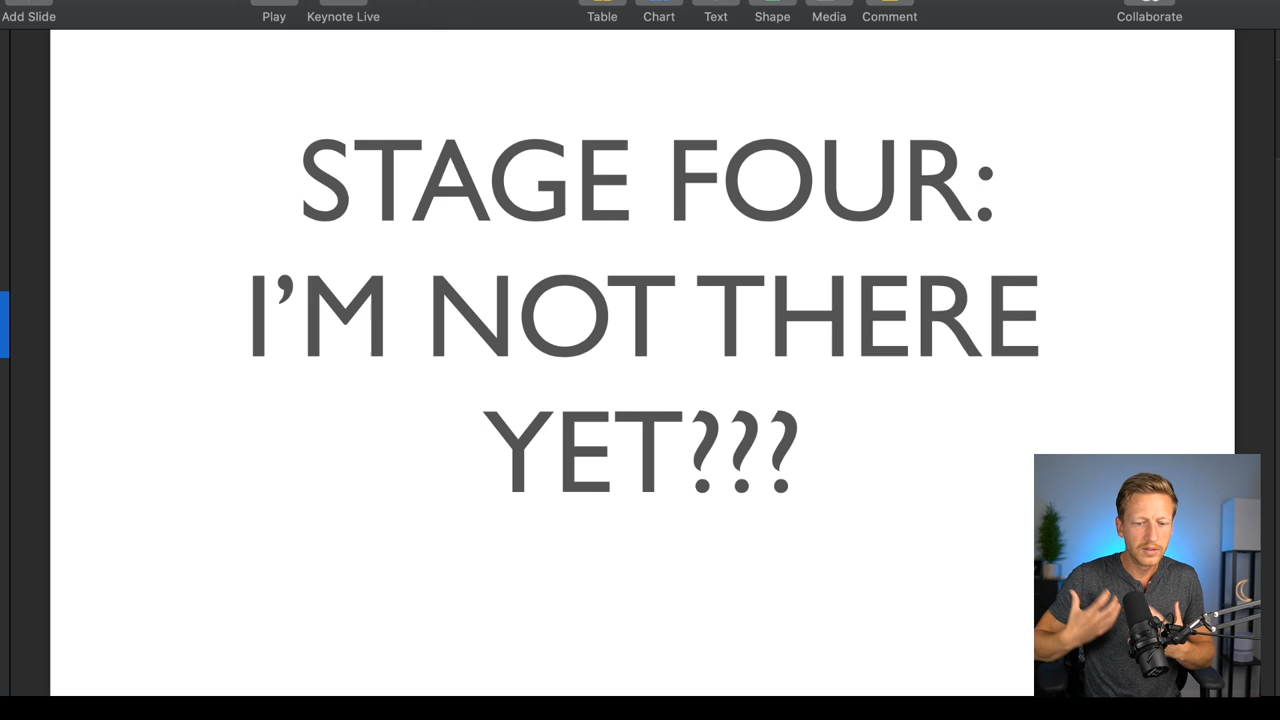 Add Slide Play Keynote Live Table Chart Text Shape Media Comment Collaborate
STAGE FOUR:
I’M NOT THERE
YET???